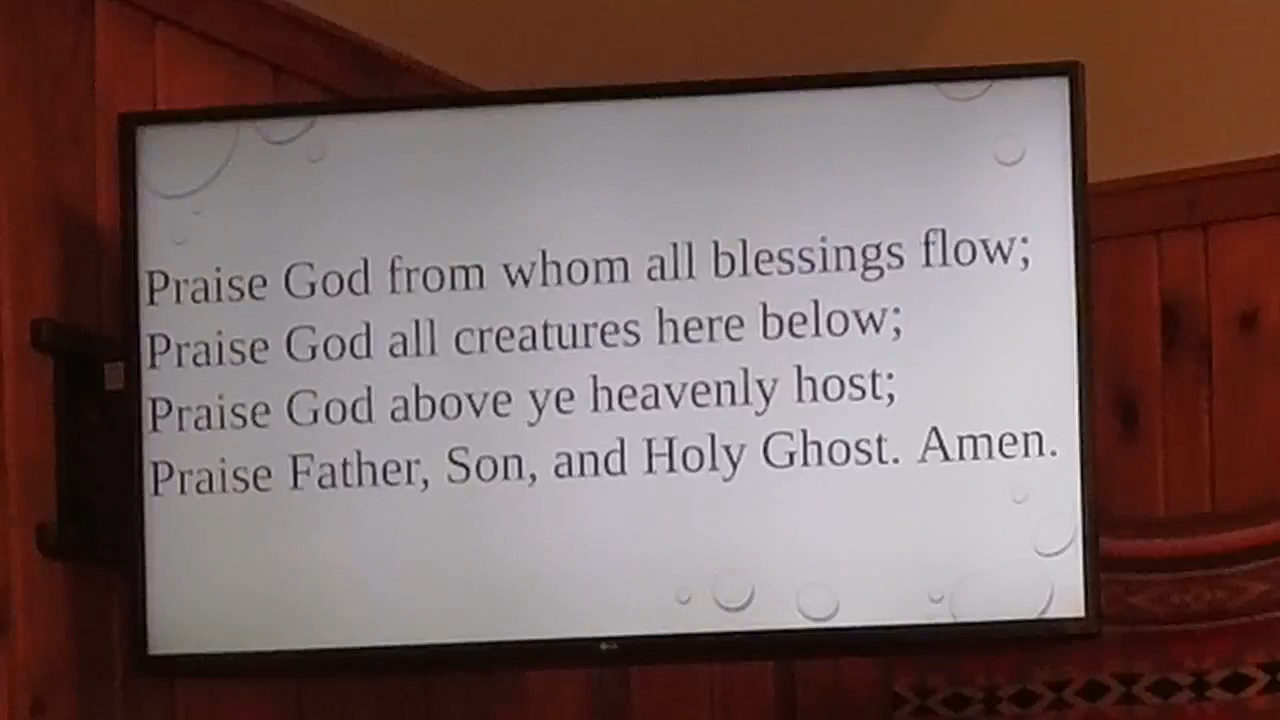 Praise God from whom all blessings flow;
Praise God all creatures here below;
Praise God above ye heavenly host;
Praise Father, Son, and Holy Ghost. Amen.